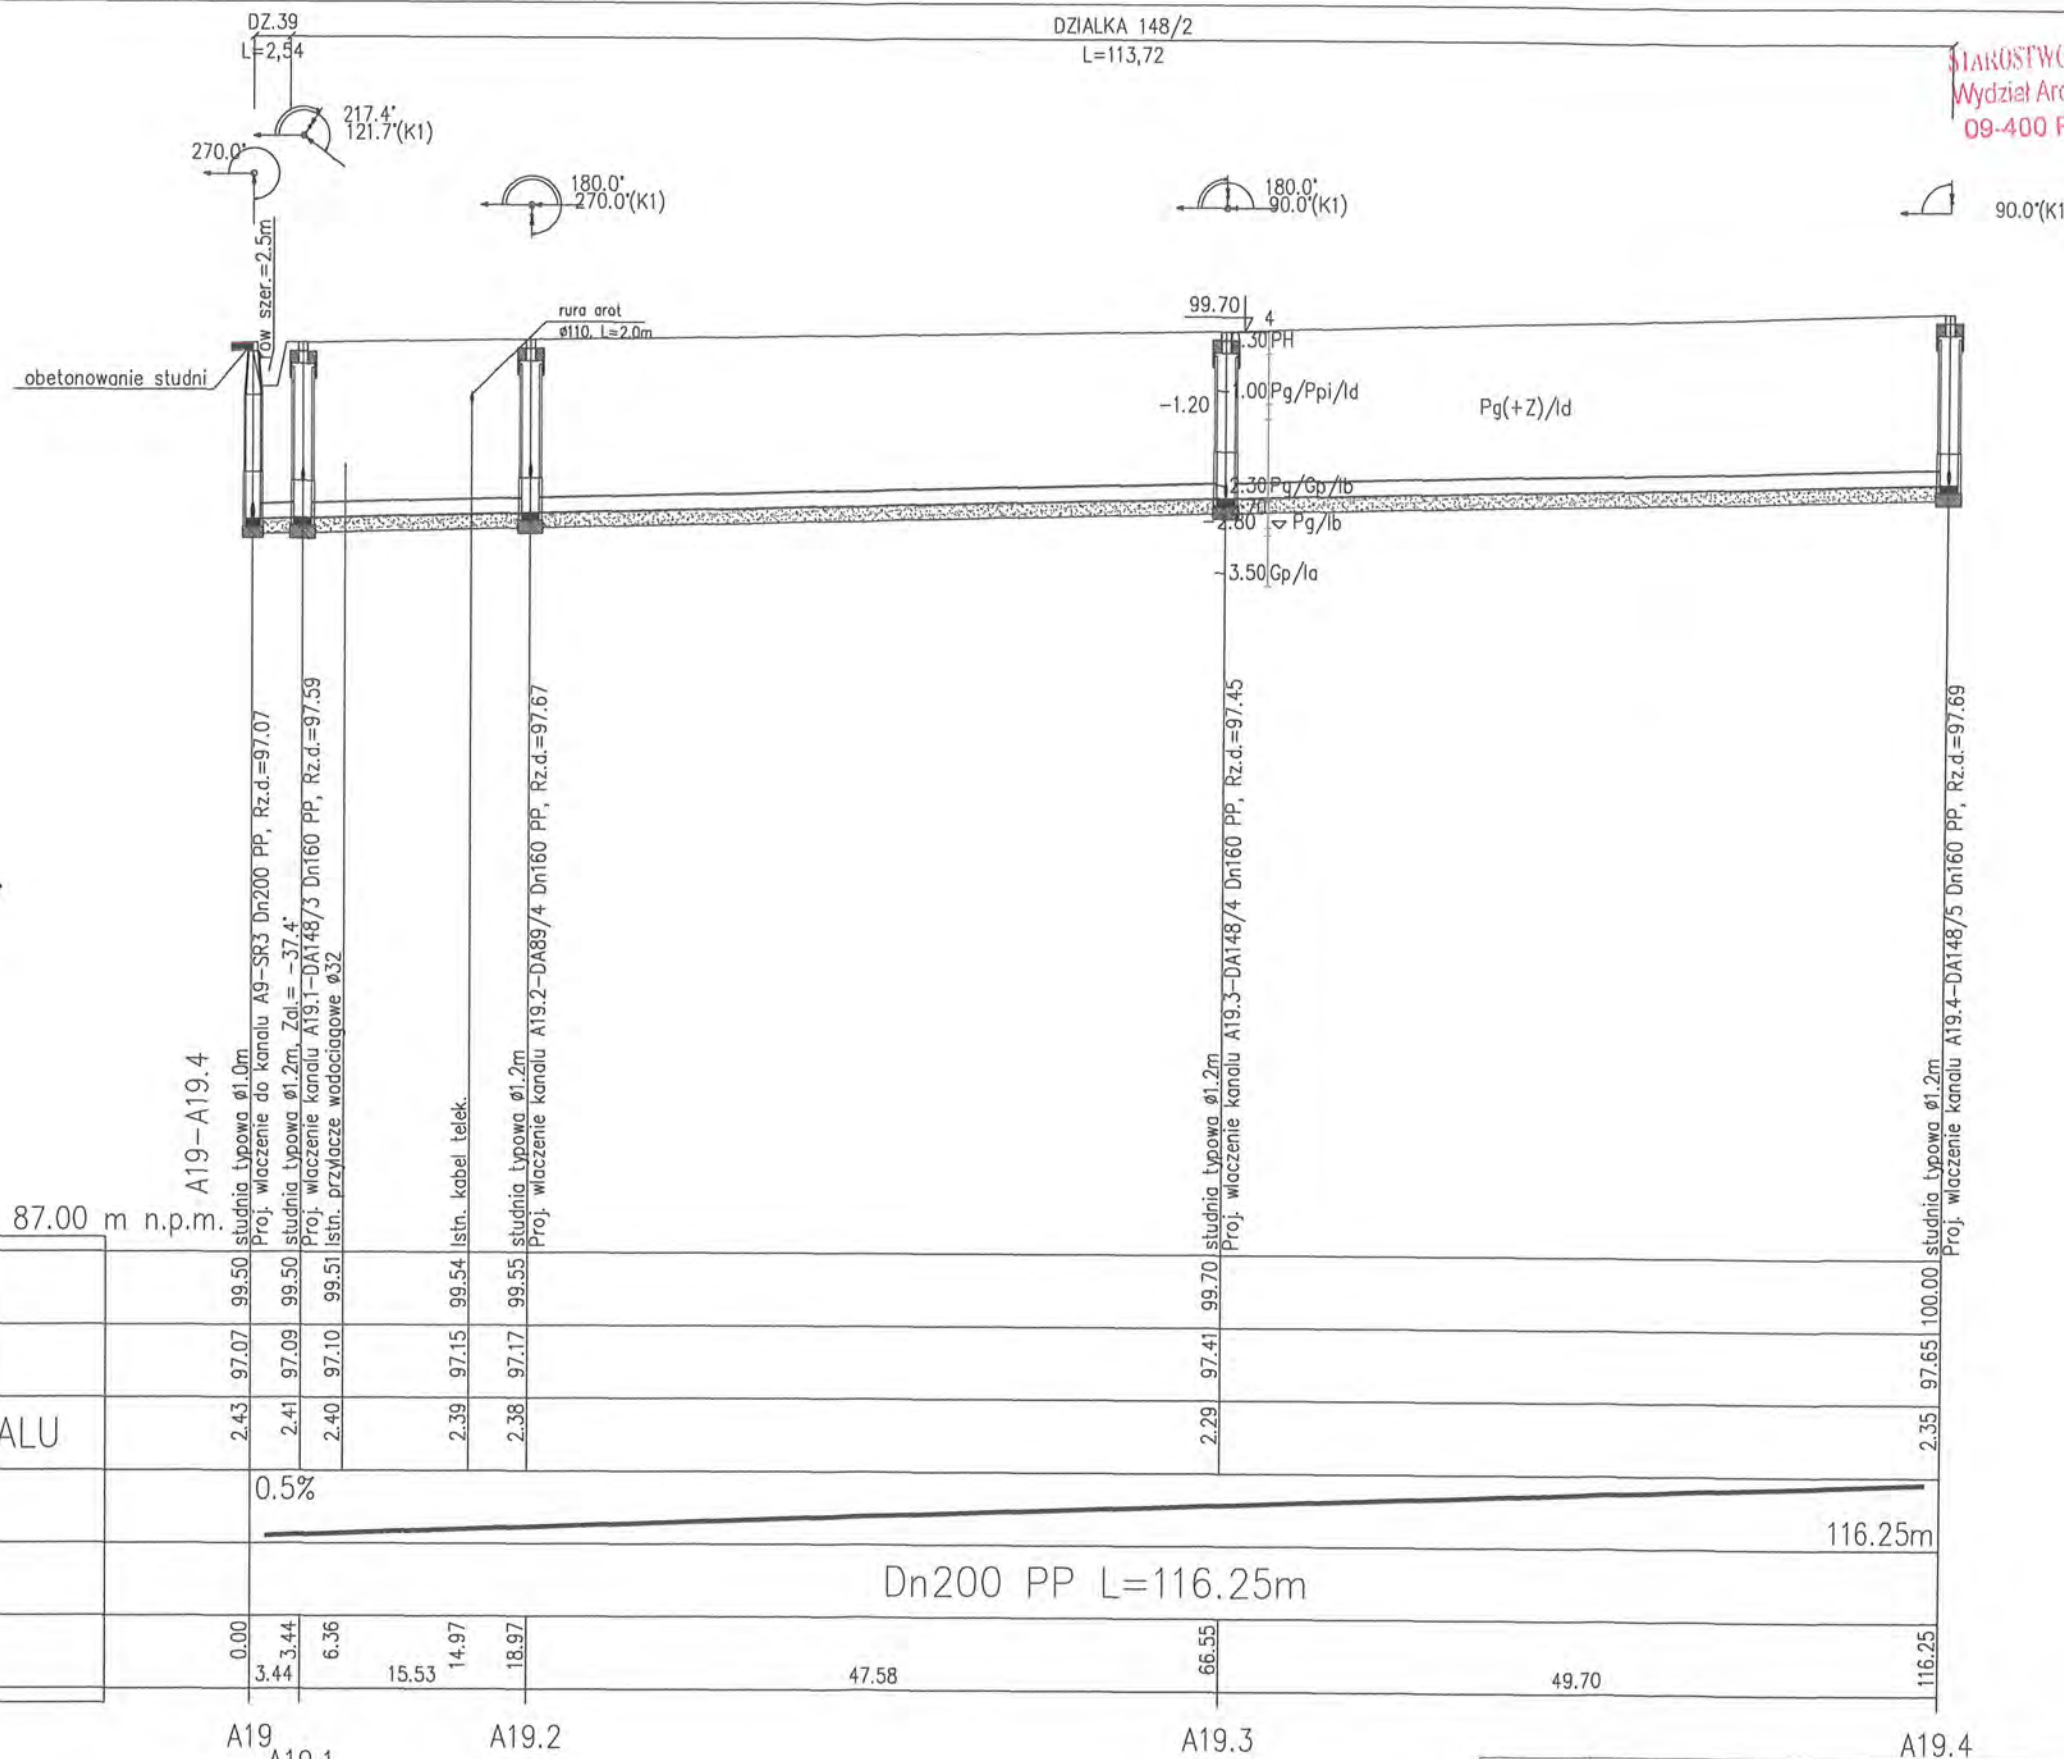 DZ.39
L=2,54
DZIALKA 148/2
L=113,72
Wydział
09-400
217.4°
121.7°(K1)
270.0°
180.0°
270.0°(K1)
180.0°
90.0°(K1)
90.0°(K1
szer.=2.5m
rura arot
ø110, L=2.0m
obetonowanie studni
99.70
4
.30 PH
1.00 Pg/Ppi/Id
-1.20
Pg(+Z)/Id
2.30 Pg/Gp/Ib
-2.80 Pg/Ib
-3.50 Gp/Ia
A19-A19.4
87.00 m n.p.m.
studnia typowa ø1.0m
Proj. wlaczenie do kanalu A9-SR3 Dn200 PP, Rz.d.=97.07
studnia typowa ø1.2m, Zal.= -37.4°
Proj. wlaczenie kanalu A19.1-DA148/3 Dn160 PP, Rz.d.=97.59
Istn. przylacze wodociagowe ø32
Istn. kabel telek.
studnia typowa ø1.2m
Proj. wlaczenie kanalu A19.2-DA89/4 Dn160 PP, Rz.d.=97.67
studnia typowa ø1.2m
Proj. wlaczenie kanalu A19.3-DA148/4 Dn160 PP, Rz.d.=97.45
studnia typowa ø1.2m
Proj. wlaczenie kanalu A19.4-DA148/5 Dn160 PP, Rz.d.=97.69
99.50 99.50 99.51 99.54 99.55 99.70 100.00
97.07 97.09 97.10 97.15 97.17 97.41 97.65
ALU
2.43 2.41 2.40 2.39 2.38 2.29 2.35
0.5%
116.25m
Dn200 PP L=116.25m
0.00 3.44 6.36 14.97 18.97 66.55 116.25
3.44 15.53 47.58 49.70
A19 A19.2 A19.3 A19.4
A19.1